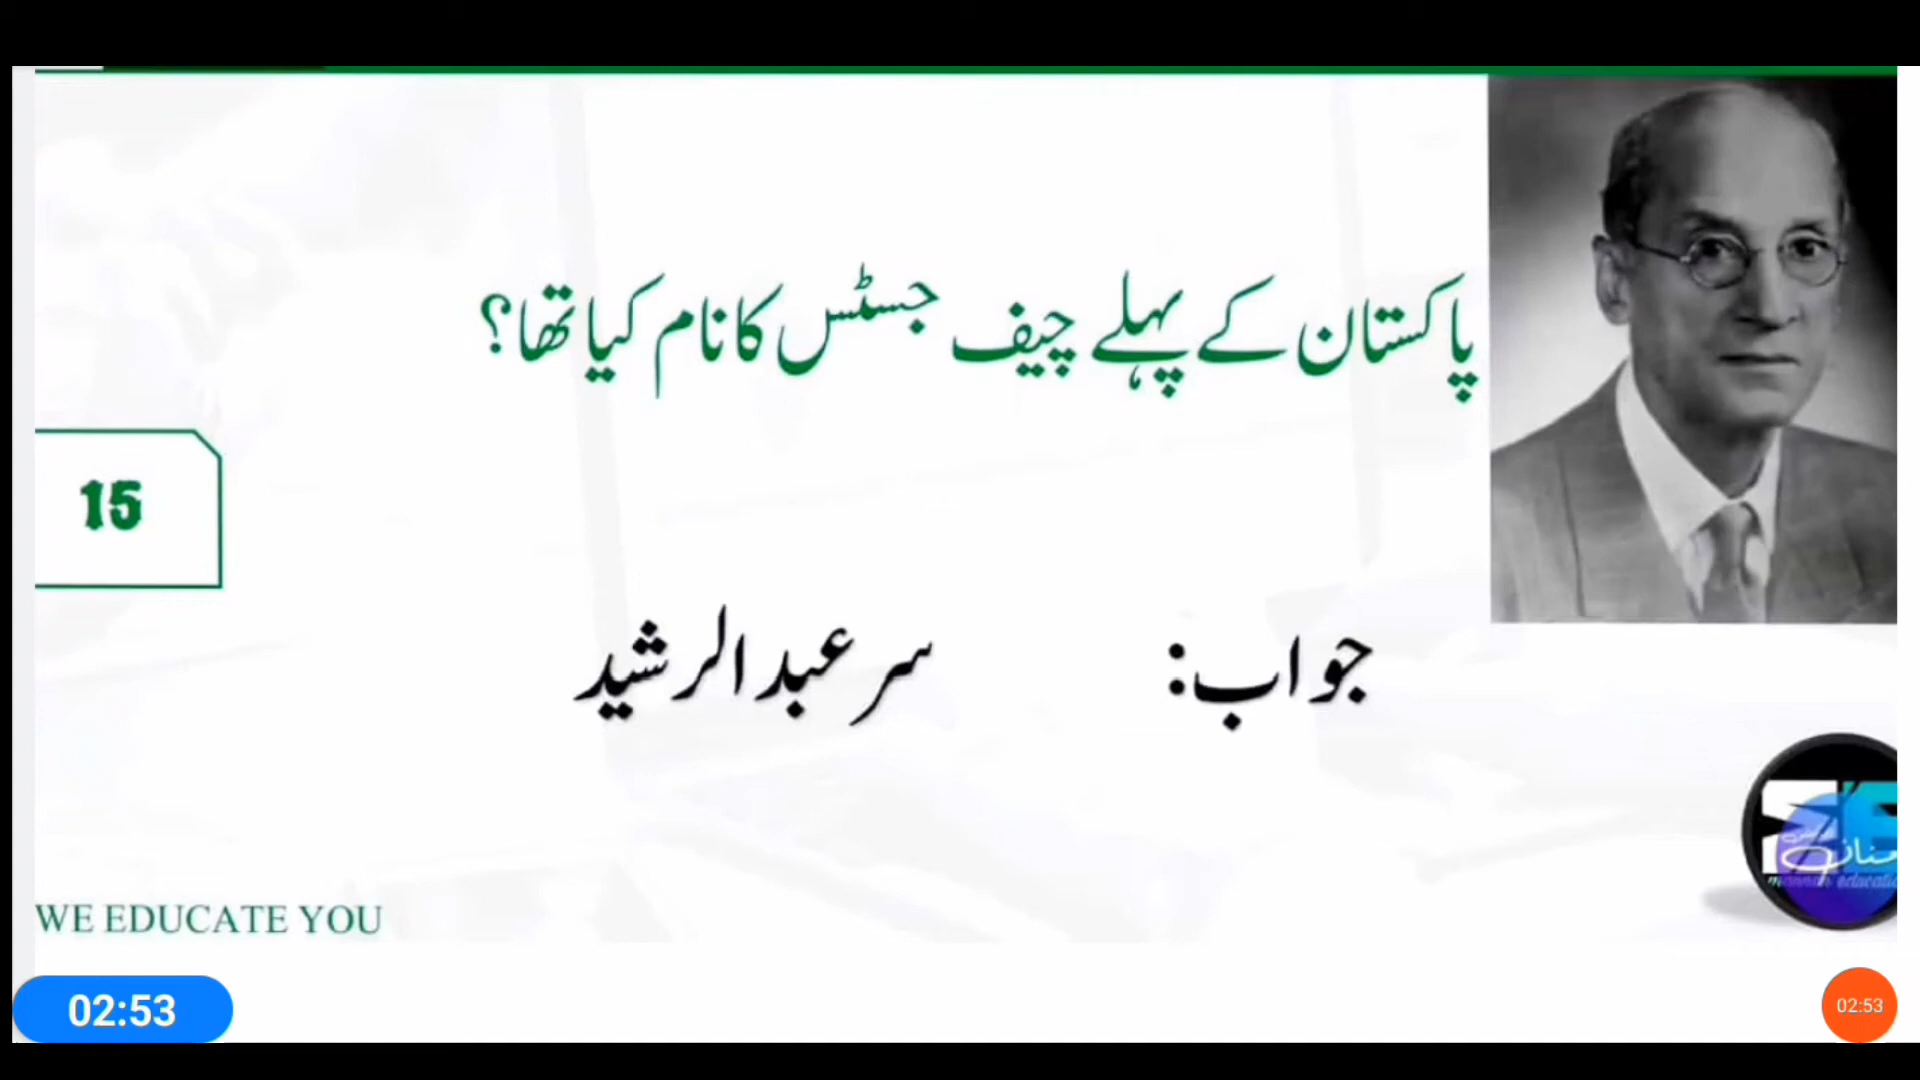 پاکستان کے پہلے چیف جسٹس کا نام کیا تھا؟
15
جواب: سر عبدالرشید
WE EDUCATE YOU
02:53
02:53